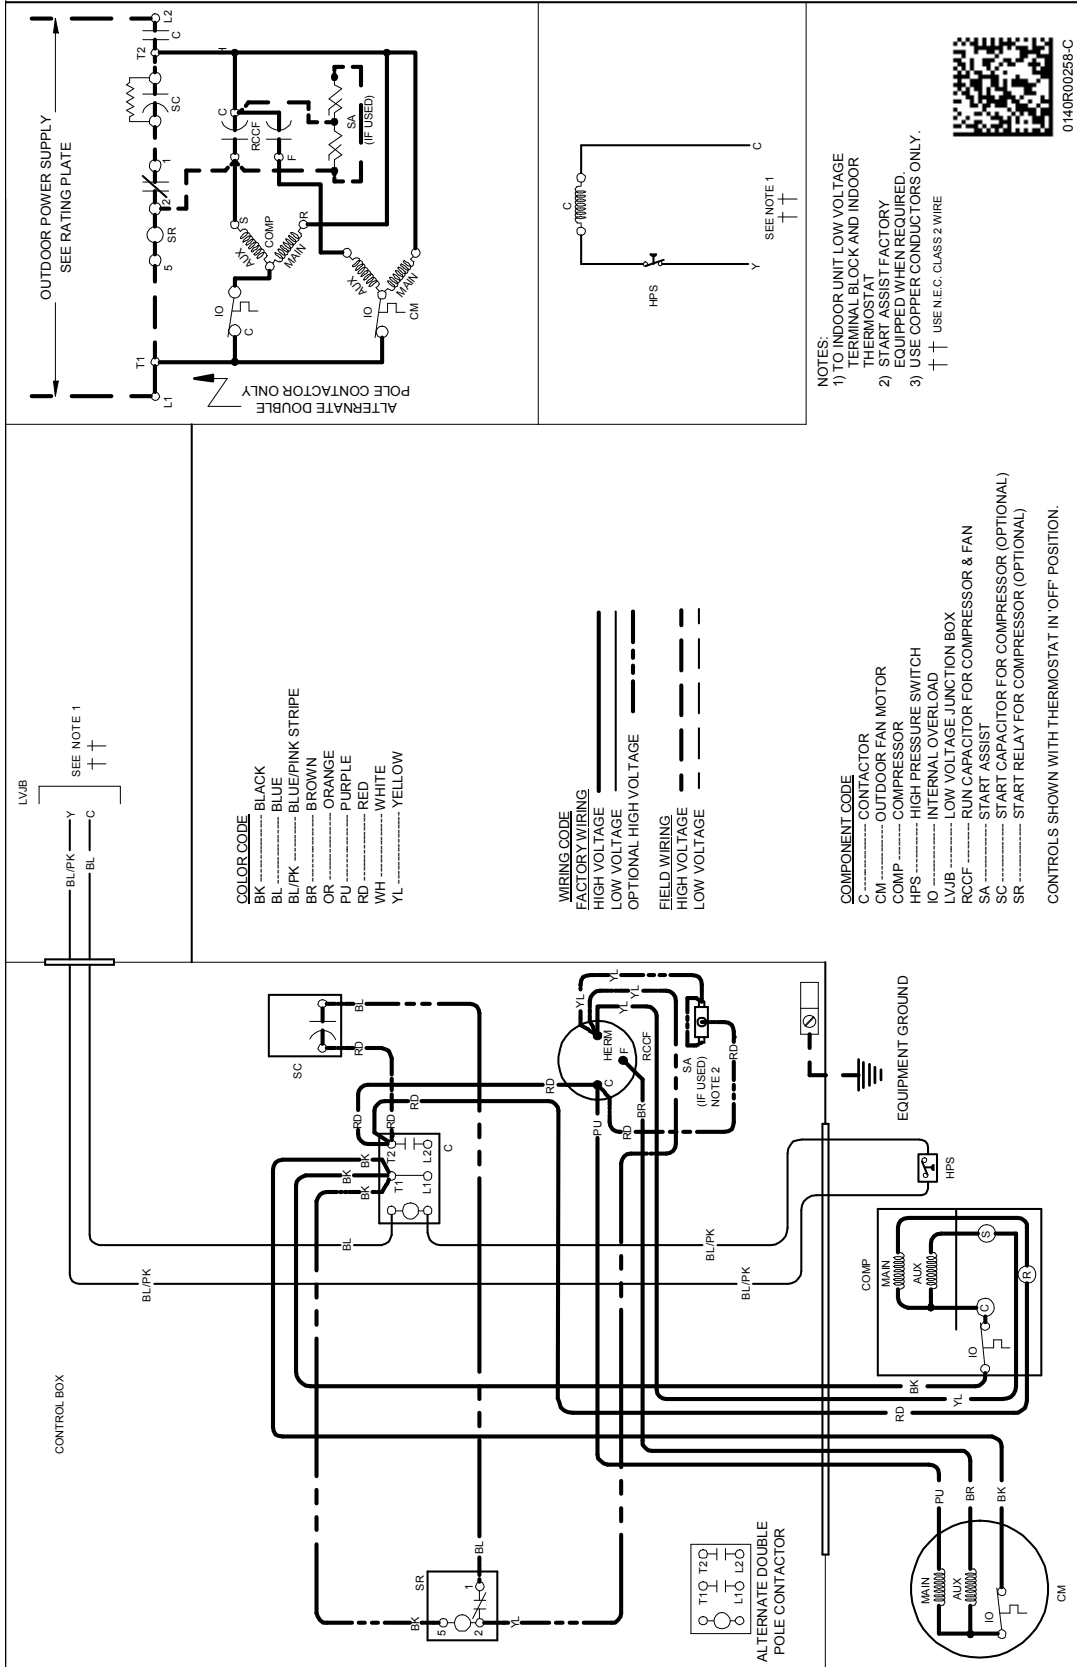 CONTROL BOX
BL/PK
BL/PK
BL/PK
BL
BL
BL/PK
Y
C
LVJB
SEE NOTE 1
††
SC
RD
BL
BL
SR
5
2
1
BK
YL
BK
BK
BK
T1
T2
L1
L2
C
RD
RD
RD
RD
RD
HERM
C
F
RCCF
YL
YL
YL
YL
SA
(IF USED)
NOTE 2
RD
RD
PU
BR
ALTERNATE DOUBLE
POLE CONTACTOR
T1
T2
L1
L2
BL/PK
BL/PK
HPS
EQUIPMENT GROUND
COMP
MAIN
AUX
IO
C
S
R
BK
YL
RD
PU
BR
BK
MAIN
AUX
IO
CM
COLOR CODE
BK ---------- BLACK
BL ---------- BLUE
BL/PK ---------- BLUE/PINK STRIPE
BR ---------- BROWN
OR ---------- ORANGE
PU ---------- PURPLE
RD ---------- RED
WH ---------- WHITE
YL ---------- YELLOW
WIRING CODE
FACTORY WIRING
HIGH VOLTAGE
LOW VOLTAGE
OPTIONAL HIGH VOLTAGE
FIELD WIRING
HIGH VOLTAGE
LOW VOLTAGE
COMPONENT CODE
C ---------- CONTACTOR
CM ---------- OUTDOOR FAN MOTOR
COMP ---------- COMPRESSOR
HPS ---------- HIGH PRESSURE SWITCH
IO ---------- INTERNAL OVERLOAD
LVJB ---------- LOW VOLTAGE JUNCTION BOX
RCCF ---------- RUN CAPACITOR FOR COMPRESSOR & FAN
SA ---------- START ASSIST
SC ---------- START CAPACITOR FOR COMPRESSOR (OPTIONAL)
SR ---------- START RELAY FOR COMPRESSOR (OPTIONAL)
CONTROLS SHOWN WITH THERMOSTAT IN 'OFF' POSITION.
OUTDOOR POWER SUPPLY
SEE RATING PLATE
L1
T1
5
SR
2
1
SC
T2
C
L2
ALTERNATE DOUBLE
POLE CONTACTOR ONLY
IO
C
AUX
S
COMP
MAIN
R
C
RCCF
F
H
SA
(IF USED)
IO
CM
AUX
MAIN
C
HPS
Y
C
SEE NOTE 1
††
NOTES:
1) TO INDOOR UNIT LOW VOLTAGE
TERMINAL BLOCK AND INDOOR
THERMOSTAT
2) START ASSIST FACTORY
EQUIPPED WHEN REQUIRED.
3) USE COPPER CONDUCTORS ONLY.
†† USE N.E.C. CLASS 2 WIRE
0140R00258-C